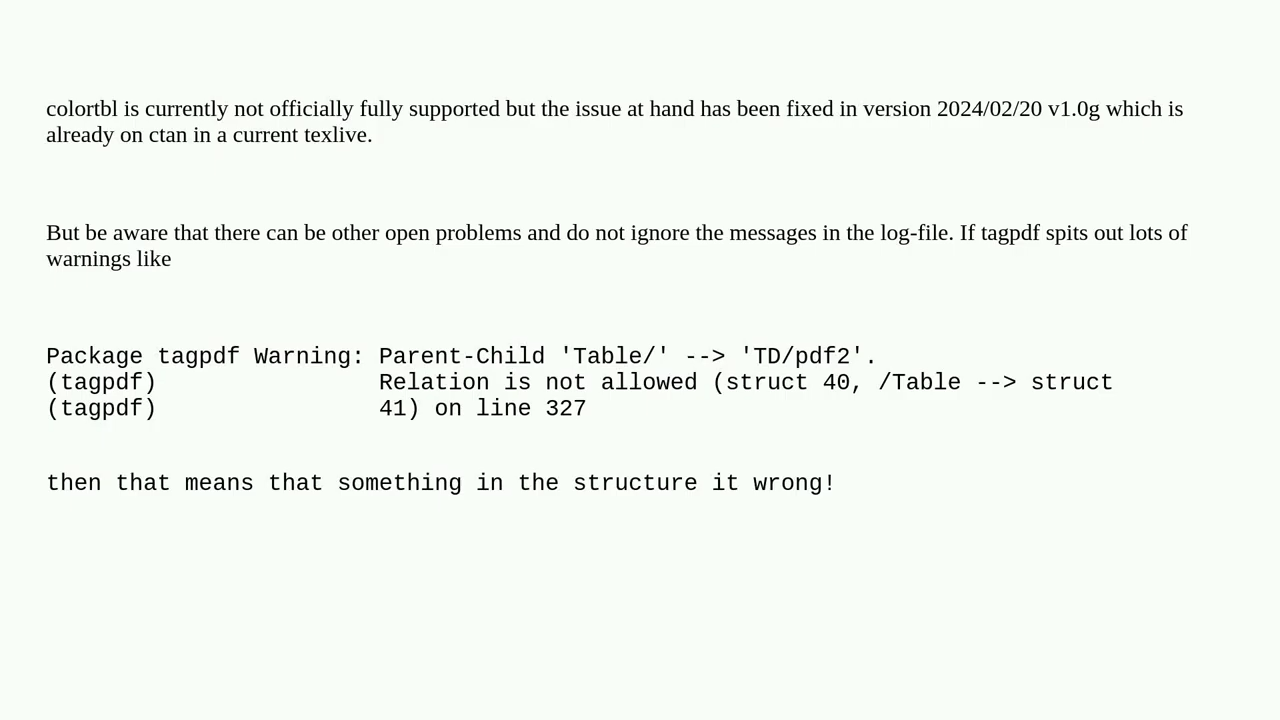 colortbl is currently not officially fully supported but the issue at hand has been fixed in version 2024/02/20 v1.0g which is
already on ctan in a current texlive.
But be aware that there can be other open problems and do not ignore the messages in the log-file. If tagpdf spits out lots of
warnings like
Package tagpdf Warning: Parent-Child 'Table/' --> 'TD/pdf2'.
(tagpdf)                Relation is not allowed (struct 40, /Table --> struct
(tagpdf)                41) on line 327
then that means that something in the structure it wrong!